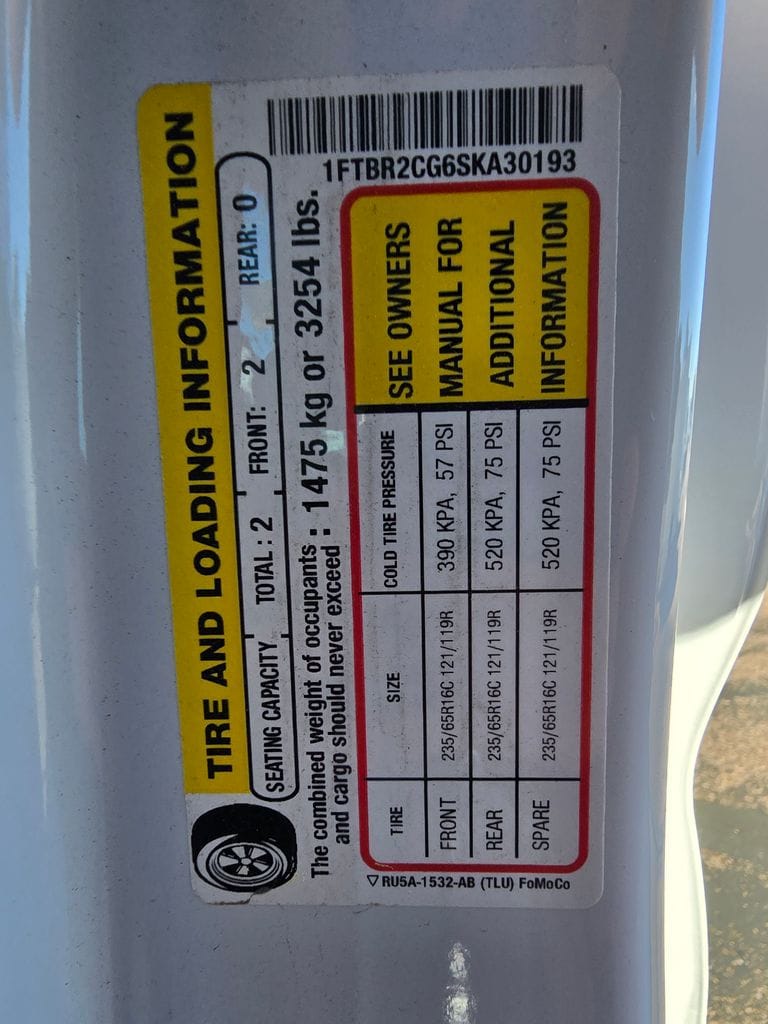 TIRE AND LOADING INFORMATION
SEATING CAPACITY TOTAL : 2 FRONT: 2 REAR: 0
The combined weight of occupants
and cargo should never exceed : 1475 kg or 3254 lbs.
1FTBR2CG6SKA30193
TIRE SIZE COLD TIRE PRESSURE
FRONT 235/65R16C 121/119R 390 KPA, 57 PSI
REAR 235/65R16C 121/119R 520 KPA, 75 PSI
SPARE 235/65R16C 121/119R 520 KPA, 75 PSI
SEE OWNERS
MANUAL FOR
ADDITIONAL
INFORMATION
▽RU5A-1532-AB (TLU) FoMoCo